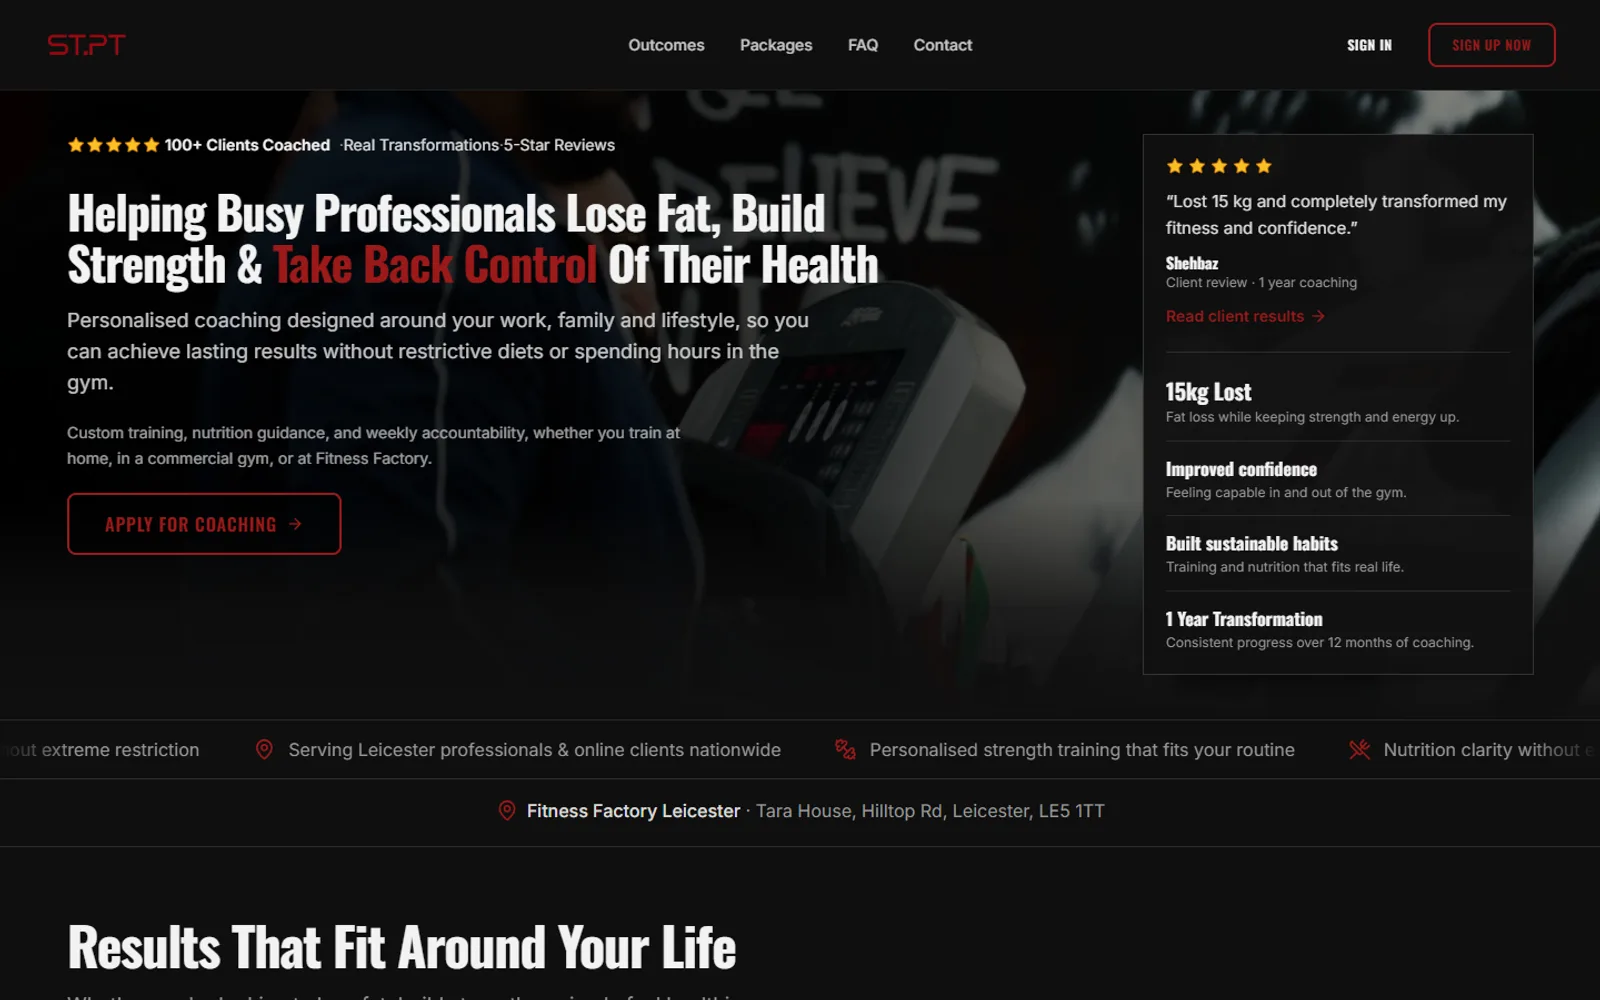 ST.PT
Outcomes
Packages
FAQ
Contact
SIGN IN
SIGN UP NOW
100+ Clients Coached ·Real Transformations·5-Star Reviews
Helping Busy Professionals Lose Fat, Build
Strength & Take Back Control Of Their Health
Personalised coaching designed around your work, family and lifestyle, so you
can achieve lasting results without restrictive diets or spending hours in the
gym.
Custom training, nutrition guidance, and weekly accountability, whether you train at
home, in a commercial gym, or at Fitness Factory.
APPLY FOR COACHING →
BELIEVE
"Lost 15 kg and completely transformed my
fitness and confidence."
Shehbaz
Client review · 1 year coaching
Read client results →
15kg Lost
Fat loss while keeping strength and energy up.
Improved confidence
Feeling capable in and out of the gym.
Built sustainable habits
Training and nutrition that fits real life.
1 Year Transformation
Consistent progress over 12 months of coaching.
extreme restriction
Serving Leicester professionals & online clients nationwide
Personalised strength training that fits your routine
Nutrition clarity without
Fitness Factory Leicester · Tara House, Hilltop Rd, Leicester, LE5 1TT
Results That Fit Around Your Life